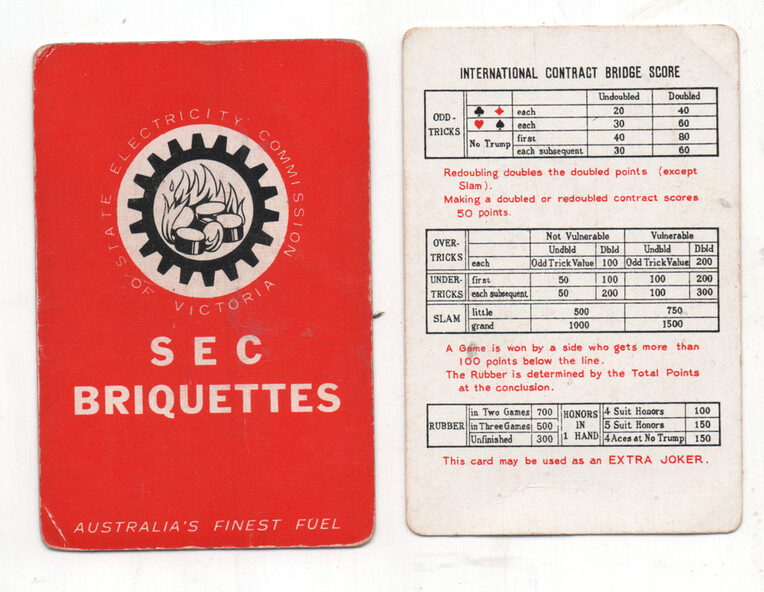 STATE ELECTRICITY COMMISSION
OF VICTORIA
SEC
BRIQUETTES
AUSTRALIA'S FINEST FUEL
INTERNATIONAL CONTRACT BRIDGE SCORE
Undoubled Doubled
ODD-TRICKS ♣ ♦ each 20 40
♥ ♠ each 30 60
No Trump first 40 80
each subsequent 30 60
Redoubling doubles the doubled points (except
Slam).
Making a doubled or redoubled contract scores
50 points.
Not Vulnerable Vulnerable
OVER-TRICKS Undbld Dbld Undbld Dbld
each Odd Trick Value 100 Odd Trick Value 200
UNDER-TRICKS first 50 100 100 200
each subsequent 50 200 100 300
SLAM little 500 750
grand 1000 1500
A Game is won by a side who gets more than
100 points below the line.
The Rubber is determined by the Total Points
at the conclusion.
RUBBER in Two Games 700 HONORS IN 1 HAND 4 Suit Honors 100
in Three Games 500 5 Suit Honors 150
Unfinished 300 4 Aces at No Trump 150
This card may be used as an EXTRA JOKER.